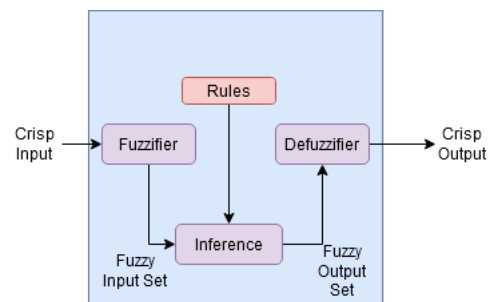 Rules
Crisp
Input
Fuzzifier
Defuzzifier
Crisp
Output
Inference
Fuzzy
Input Set
Fuzzy
Output
Set